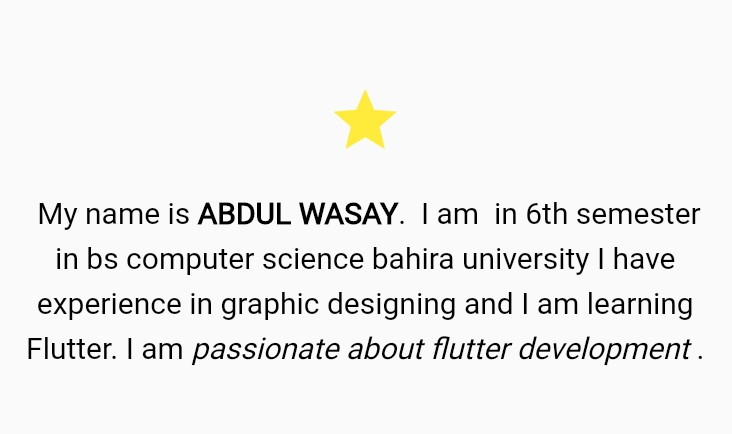 My name is ABDUL WASAY.  I am  in 6th semester
in bs computer science bahira university I have
experience in graphic designing and I am learning
Flutter. I am passionate about flutter development .